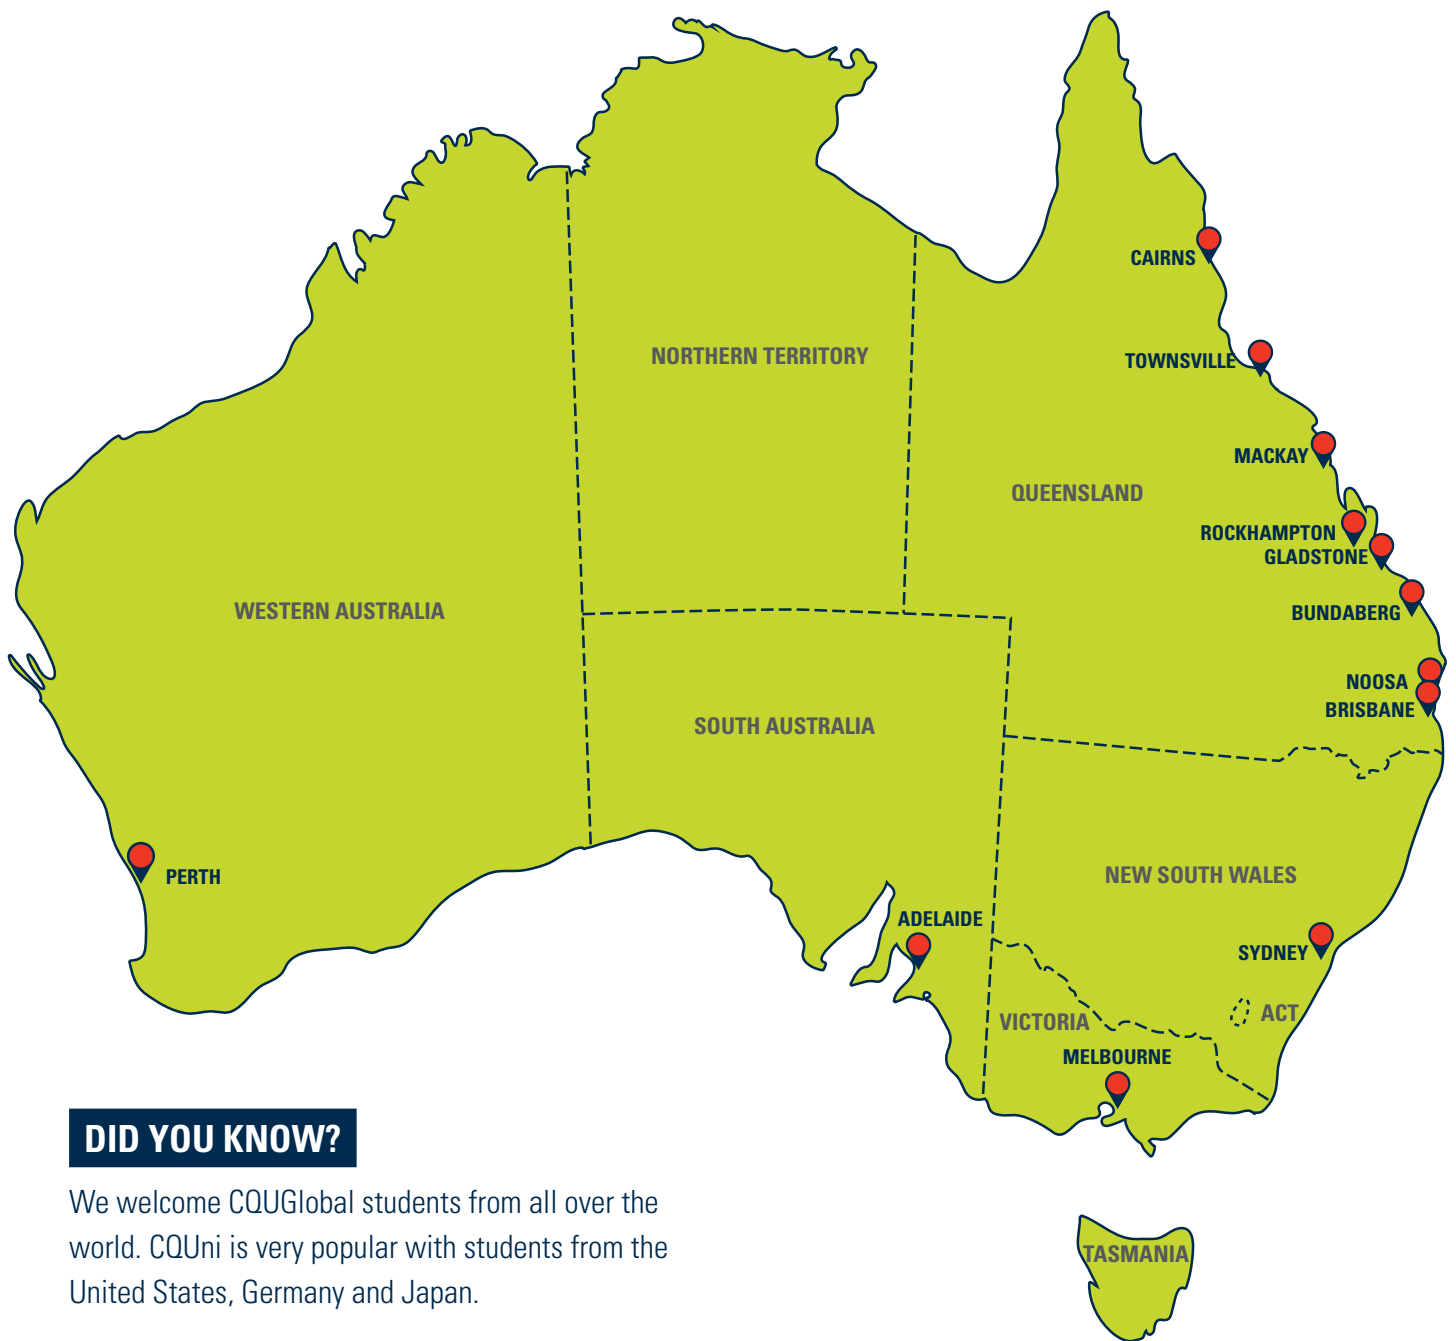 CAIRNS
NORTHERN TERRITORY
TOWNSVILLE
MACKAY
QUEENSLAND
ROCKHAMPTON
GLADSTONE
WESTERN AUSTRALIA
BUNDABERG
NOOSA
BRISBANE
SOUTH AUSTRALIA
PERTH
NEW SOUTH WALES
ADELAIDE
SYDNEY
ACT
VICTORIA
MELBOURNE
DID YOU KNOW?
We welcome CQUGlobal students from all over the
world. CQUni is very popular with students from the
United States, Germany and Japan.
TASMANIA